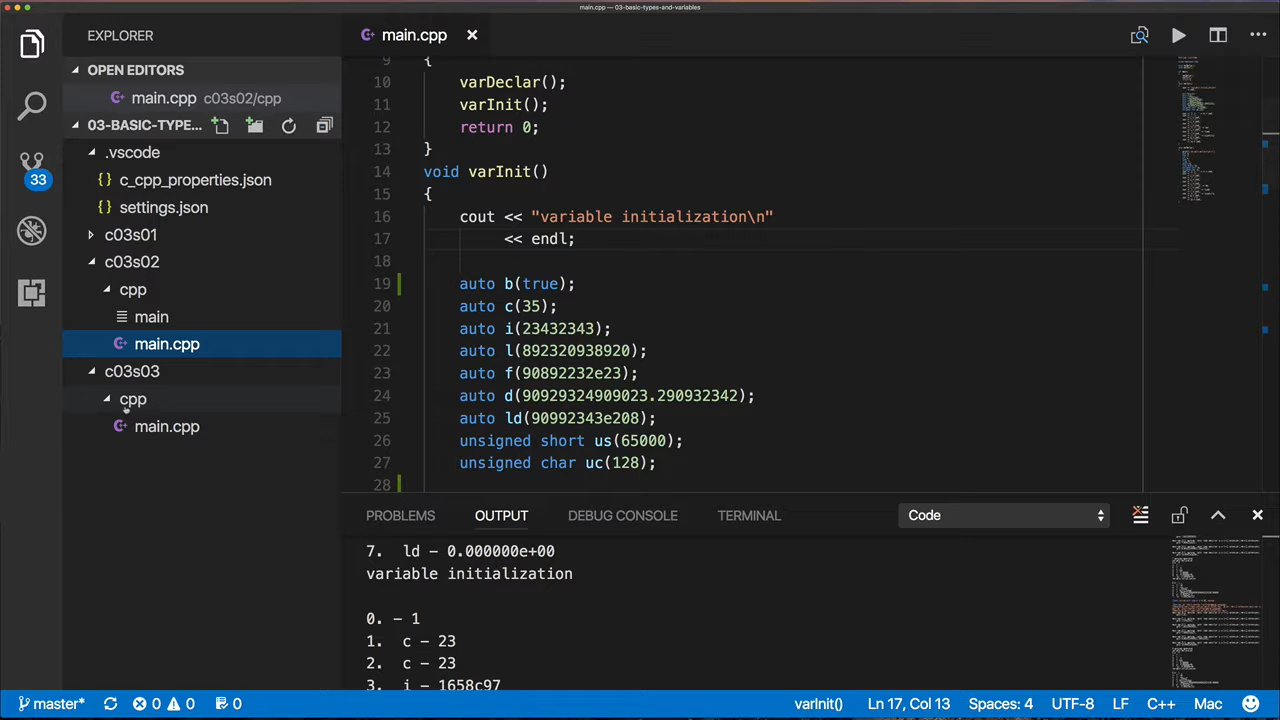 main.cpp — 03-basic-types-and-variables
EXPLORER
OPEN EDITORS
main.cpp c03s02/cpp
03-BASIC-TYPE...
.vscode
{ } c_cpp_properties.json
{ } settings.json
c03s01
c03s02
cpp
main
main.cpp
c03s03
cpp
main.cpp
33
main.cpp
9 {
10 varDeclar();
11 varInit();
12 return 0;
13 }
14 void varInit()
15 {
16 cout << "variable initialization\n"
17 << endl;
18
19 auto b(true);
20 auto c(35);
21 auto i(23432343);
22 auto l(892320938920);
23 auto f(90892232e23);
24 auto d(90929324909023.290932342);
25 auto ld(90992343e208);
26 unsigned short us(65000);
27 unsigned char uc(128);
28
PROBLEMS OUTPUT DEBUG CONSOLE TERMINAL Code
7. ld – 0.000000e+00
variable initialization
0. – 1
1. c – 23
2. c – 23
3. i – 1658c97
master* 0 0 0 varInit() Ln 17, Col 13 Spaces: 4 UTF-8 LF C++ Mac